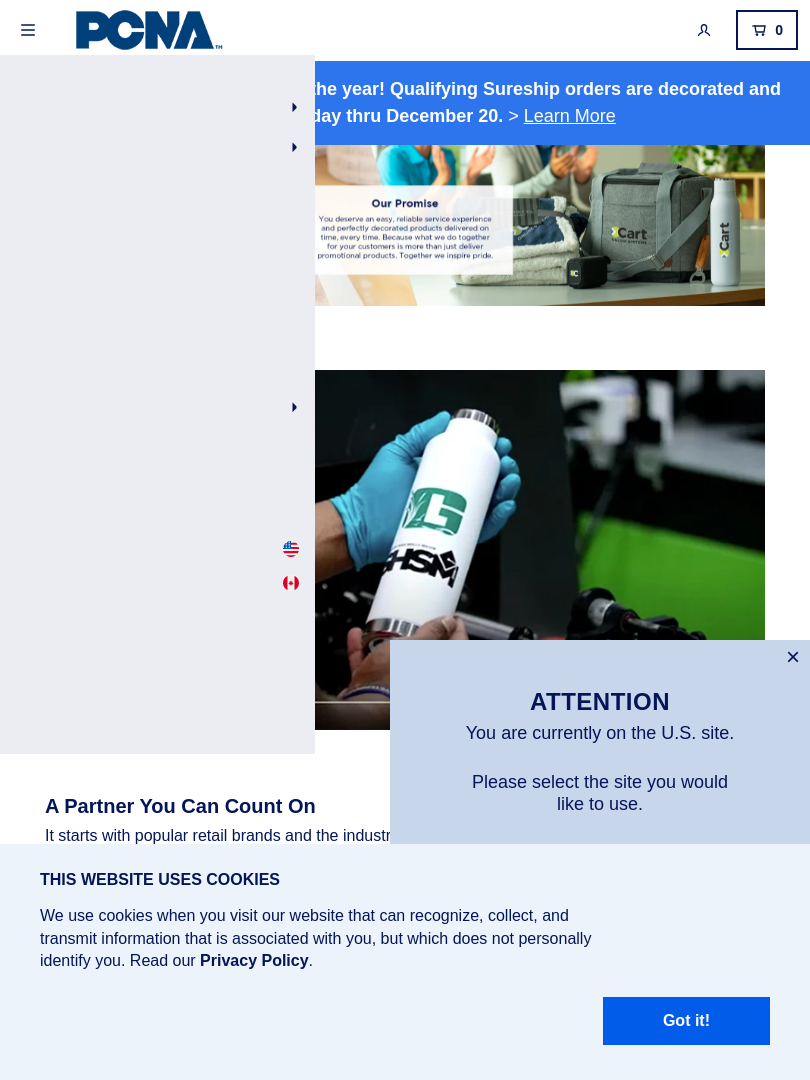 PCNA
TM
0
the year! Qualifying Sureship orders are decorated and
day thru December 20. > Learn More
Our Promise
You deserve an easy, reliable service experience
and perfectly decorated products delivered on
time, every time. Because what we do together
for your customers is more than just deliver
promotional products. Together we inspire pride.
Cart
Cart
G
GHSM
ATTENTION
You are currently on the U.S. site.
Please select the site you would
like to use.
A Partner You Can Count On
It starts with popular retail brands and the industr
THIS WEBSITE USES COOKIES
We use cookies when you visit our website that can recognize, collect, and
transmit information that is associated with you, but which does not personally
identify you. Read our Privacy Policy.
Got it!